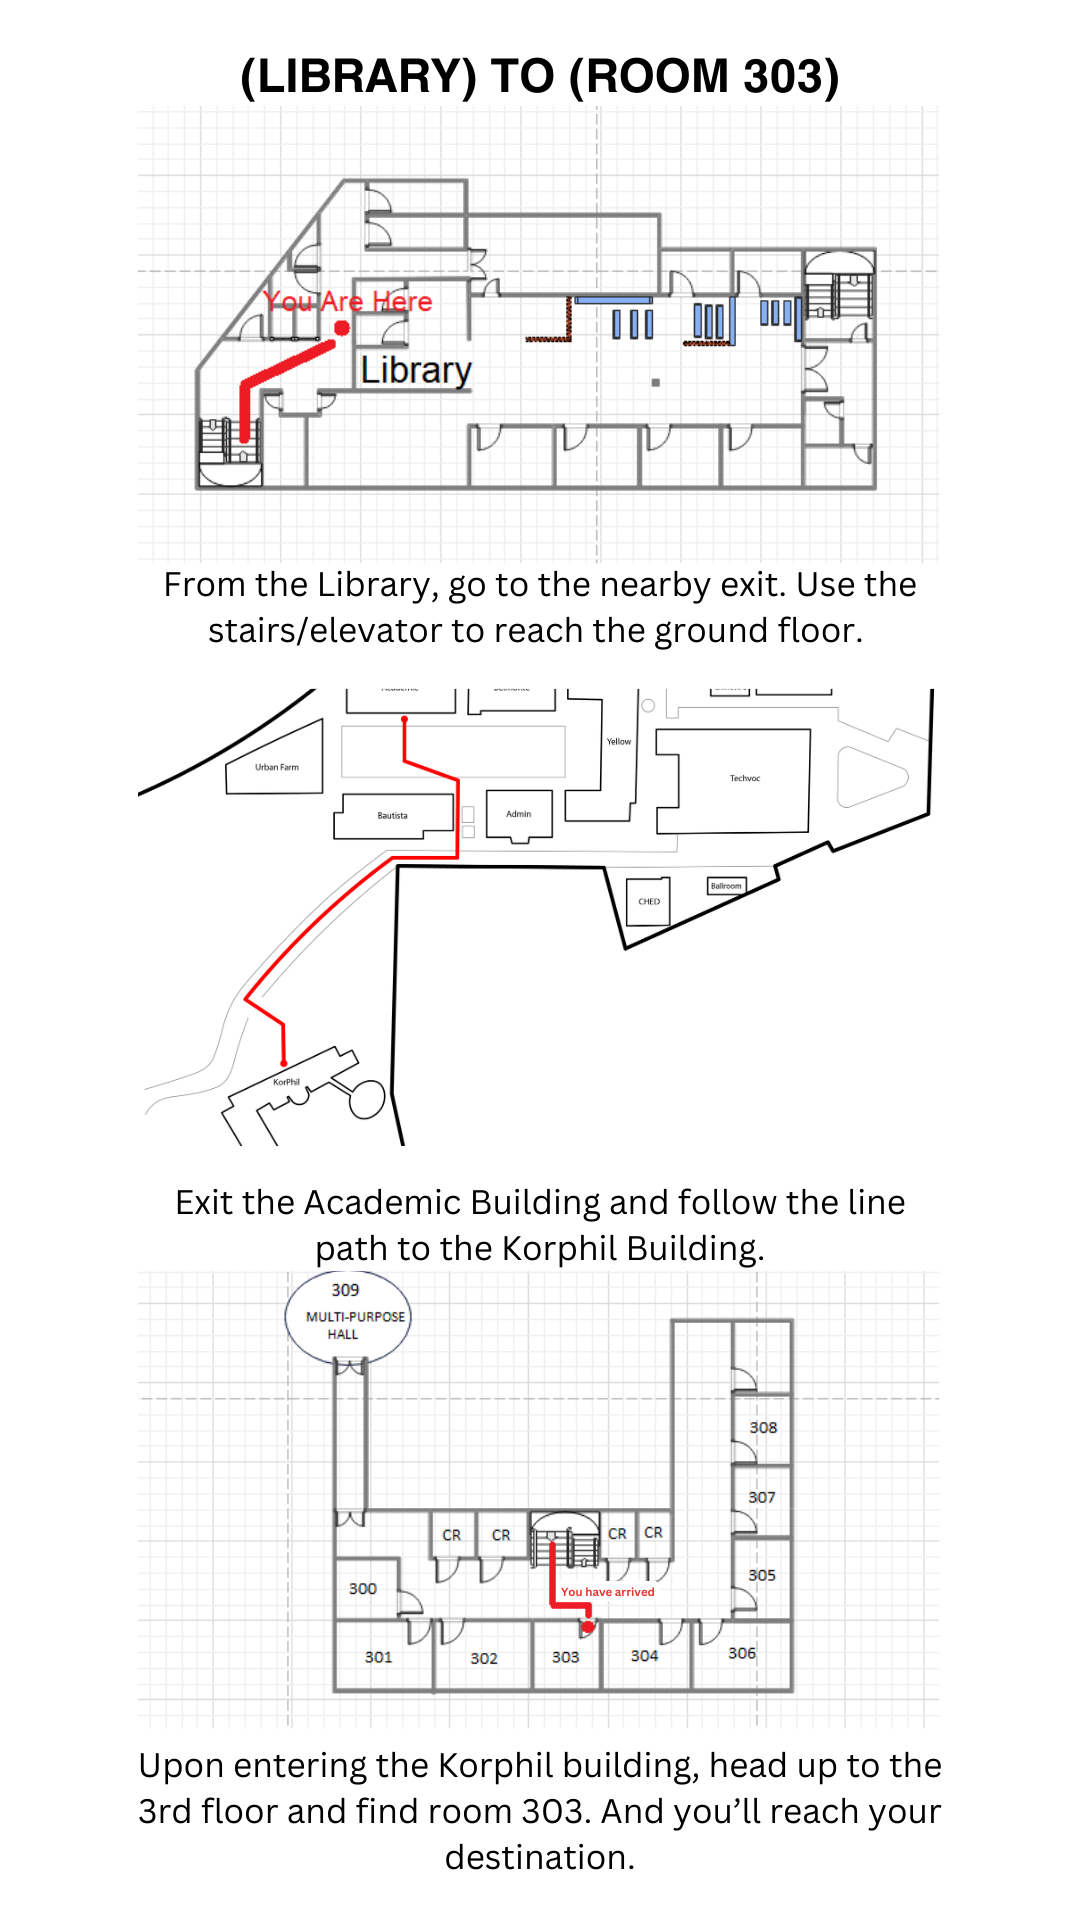 (LIBRARY) TO (ROOM 303)
You Are Here
Library
From the Library, go to the nearby exit. Use the
stairs/elevator to reach the ground floor.
Yellow
Urban Farm
Techvoc
Bautista
Admin
CHED
Ballroom
KorPhil
Exit the Academic Building and follow the line
path to the Korphil Building.
309
MULTI-PURPOSE
HALL
308
307
CR
CR
CR
CR
305
300
You have arrived
301
302
303
304
306
Upon entering the Korphil building, head up to the
3rd floor and find room 303. And you’ll reach your
destination.